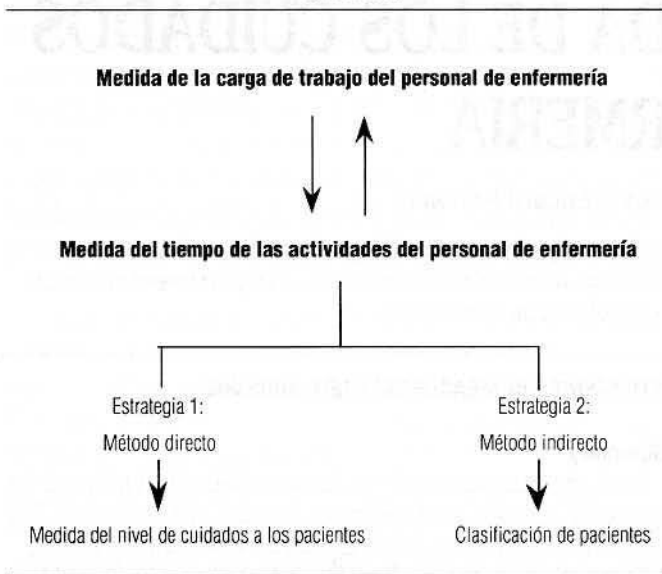 Medida de la carga de trabajo del personal de enfermería
Medida del tiempo de las actividades del personal de enfermería
Estrategia 1:
Método directo
Estrategia 2:
Método indirecto
Medida del nivel de cuidados a los pacientes
Clasificación de pacientes